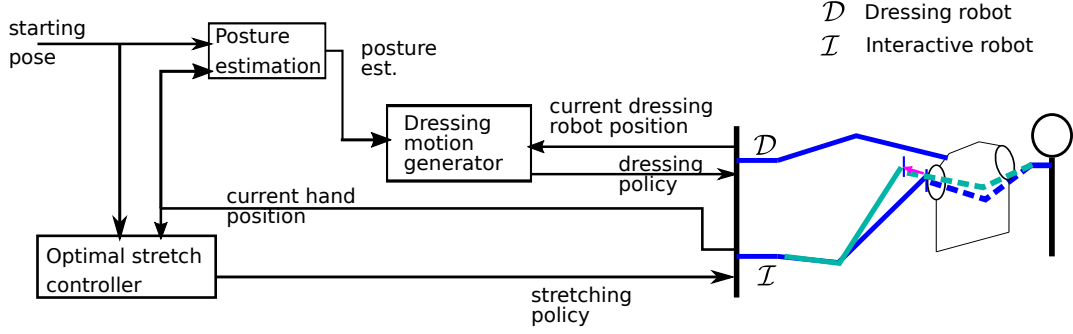 𝒟 Dressing robot
ℐ Interactive robot
starting
pose
Posture
estimation
posture
est.
Dressing
motion
generator
current dressing
robot position
dressing
policy
𝒟
current hand
position
Optimal stretch
controller
stretching
policy
ℐ